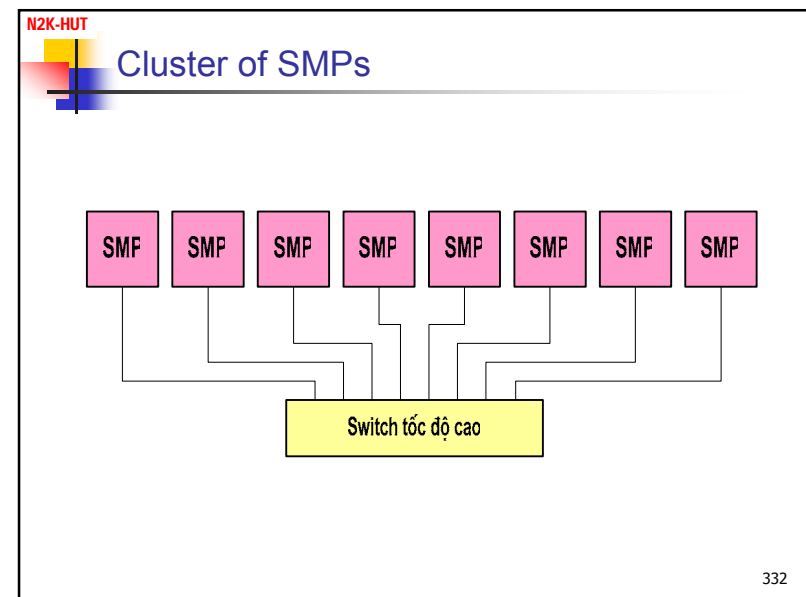 N2K-HUT
Cluster of SMPs
SMP SMP SMP SMP SMP SMP SMP SMP
Switch tốc độ cao
332